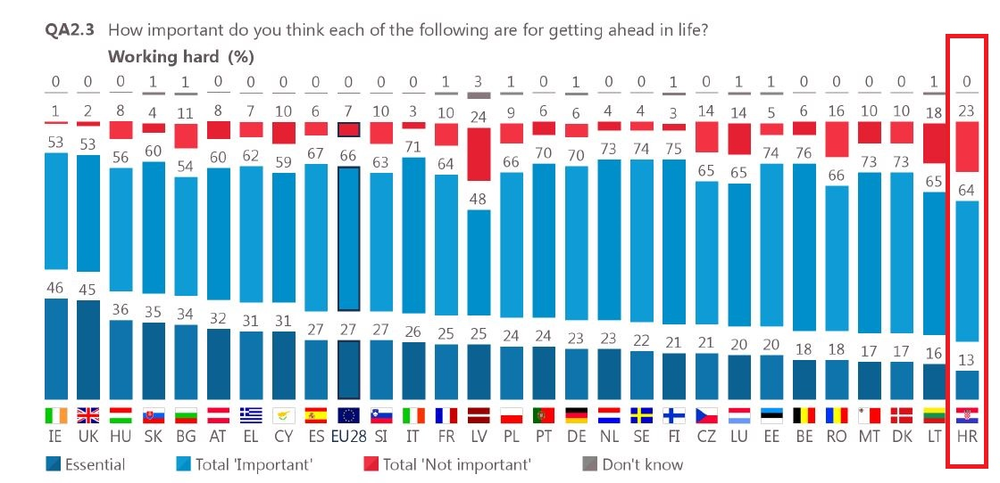 QA2.3 How important do you think each of the following are for getting ahead in life?
Working hard (%)
0 0 0 1 1 0 0 0 0 0 0 0 1 3 1 0 1 0 0 1 0 1 1 0 0 0 0 1 0
1 2 8 4 11 8 7 10 6 7 10 3 10 24 9 6 6 4 4 3 14 14 5 6 16 10 10 18 23
53 53 56 60 54 60 62 59 67 66 63 71 64 48 66 70 70 73 74 75 65 65 74 76 66 73 73 65 64
46 45 36 35 34 32 31 31 27 27 27 26 25 25 24 24 23 23 22 21 21 20 20 18 18 17 17 16 13
IE UK HU SK BG AT EL CY ES EU28 SI IT FR LV PL PT DE NL SE FI CZ LU EE BE RO MT DK LT HR
Essential Total 'Important' Total 'Not important' Don't know